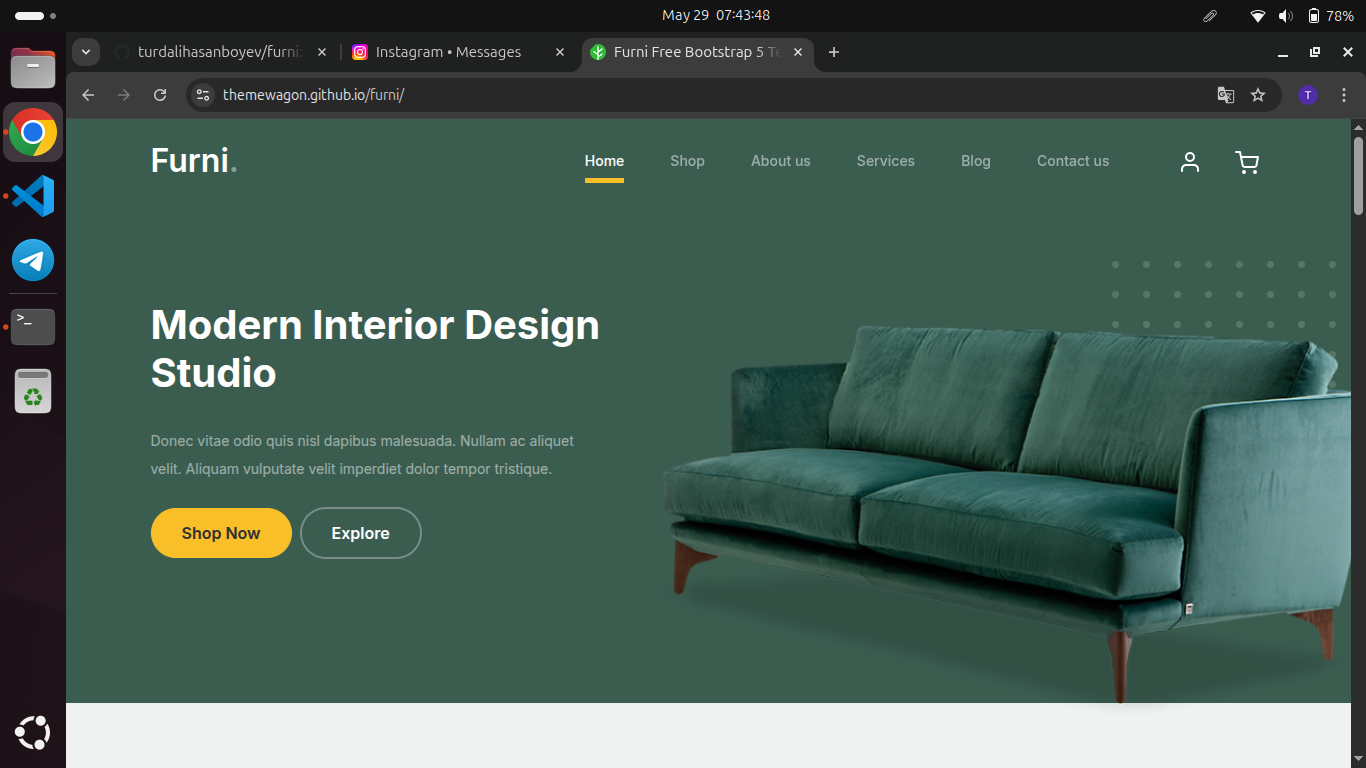 May 29 07:43:48
78%
turdalihasanboyev/furni:
Instagram • Messages
Furni Free Bootstrap 5 Te
themewagon.github.io/furni/
T
Furni.
Home
Shop
About us
Services
Blog
Contact us
Modern Interior Design
Studio
Donec vitae odio quis nisl dapibus malesuada. Nullam ac aliquet
velit. Aliquam vulputate velit imperdiet dolor tempor tristique.
Shop Now
Explore
>_